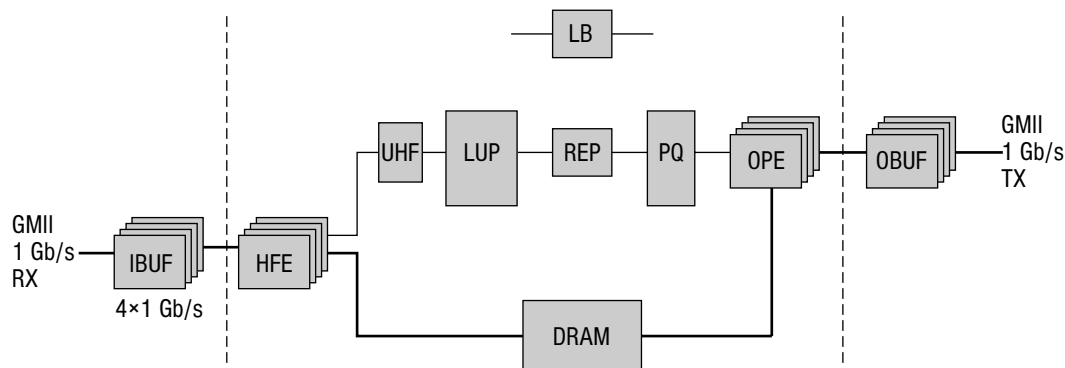 LB
GMII
1 Gb/s
TX
UHF
LUP
REP
PQ
OPE
OBUF
GMII
1 Gb/s
RX
IBUF
HFE
4×1 Gb/s
DRAM